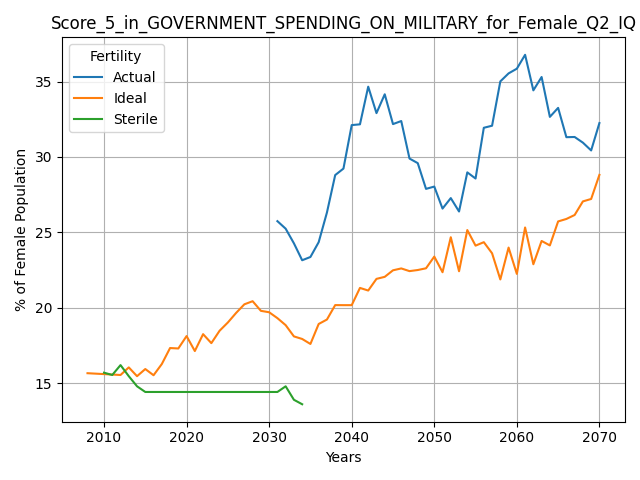 Score_5_in_GOVERNMENT_SPENDING_ON_MILITARY_for_Female_Q2_IQ
Fertility
Actual
Ideal
Sterile
35
30
25
20
15
% of Female Population
2010
2020
2030
2040
2050
2060
2070
Years